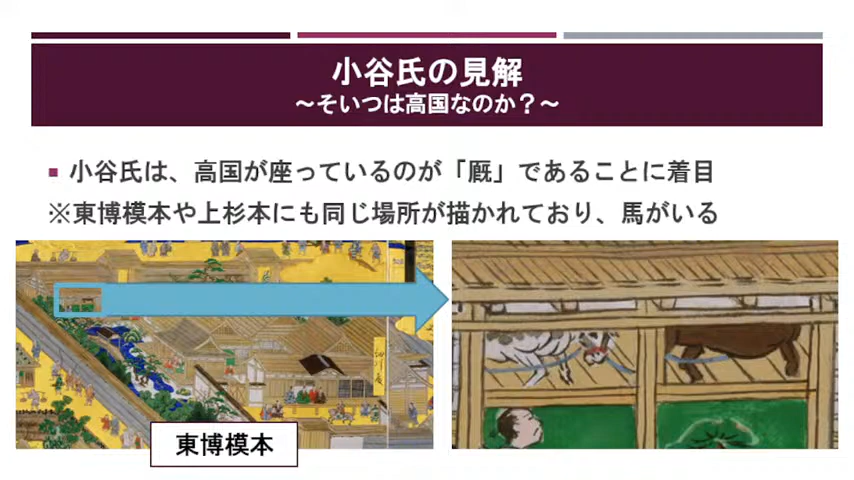 小谷氏の見解
～そいつは高国なのか？～
小谷氏は、高国が座っているのが「厩」であることに着目
※東博模本や上杉本にも同じ場所が描かれており、馬がいる
東博模本